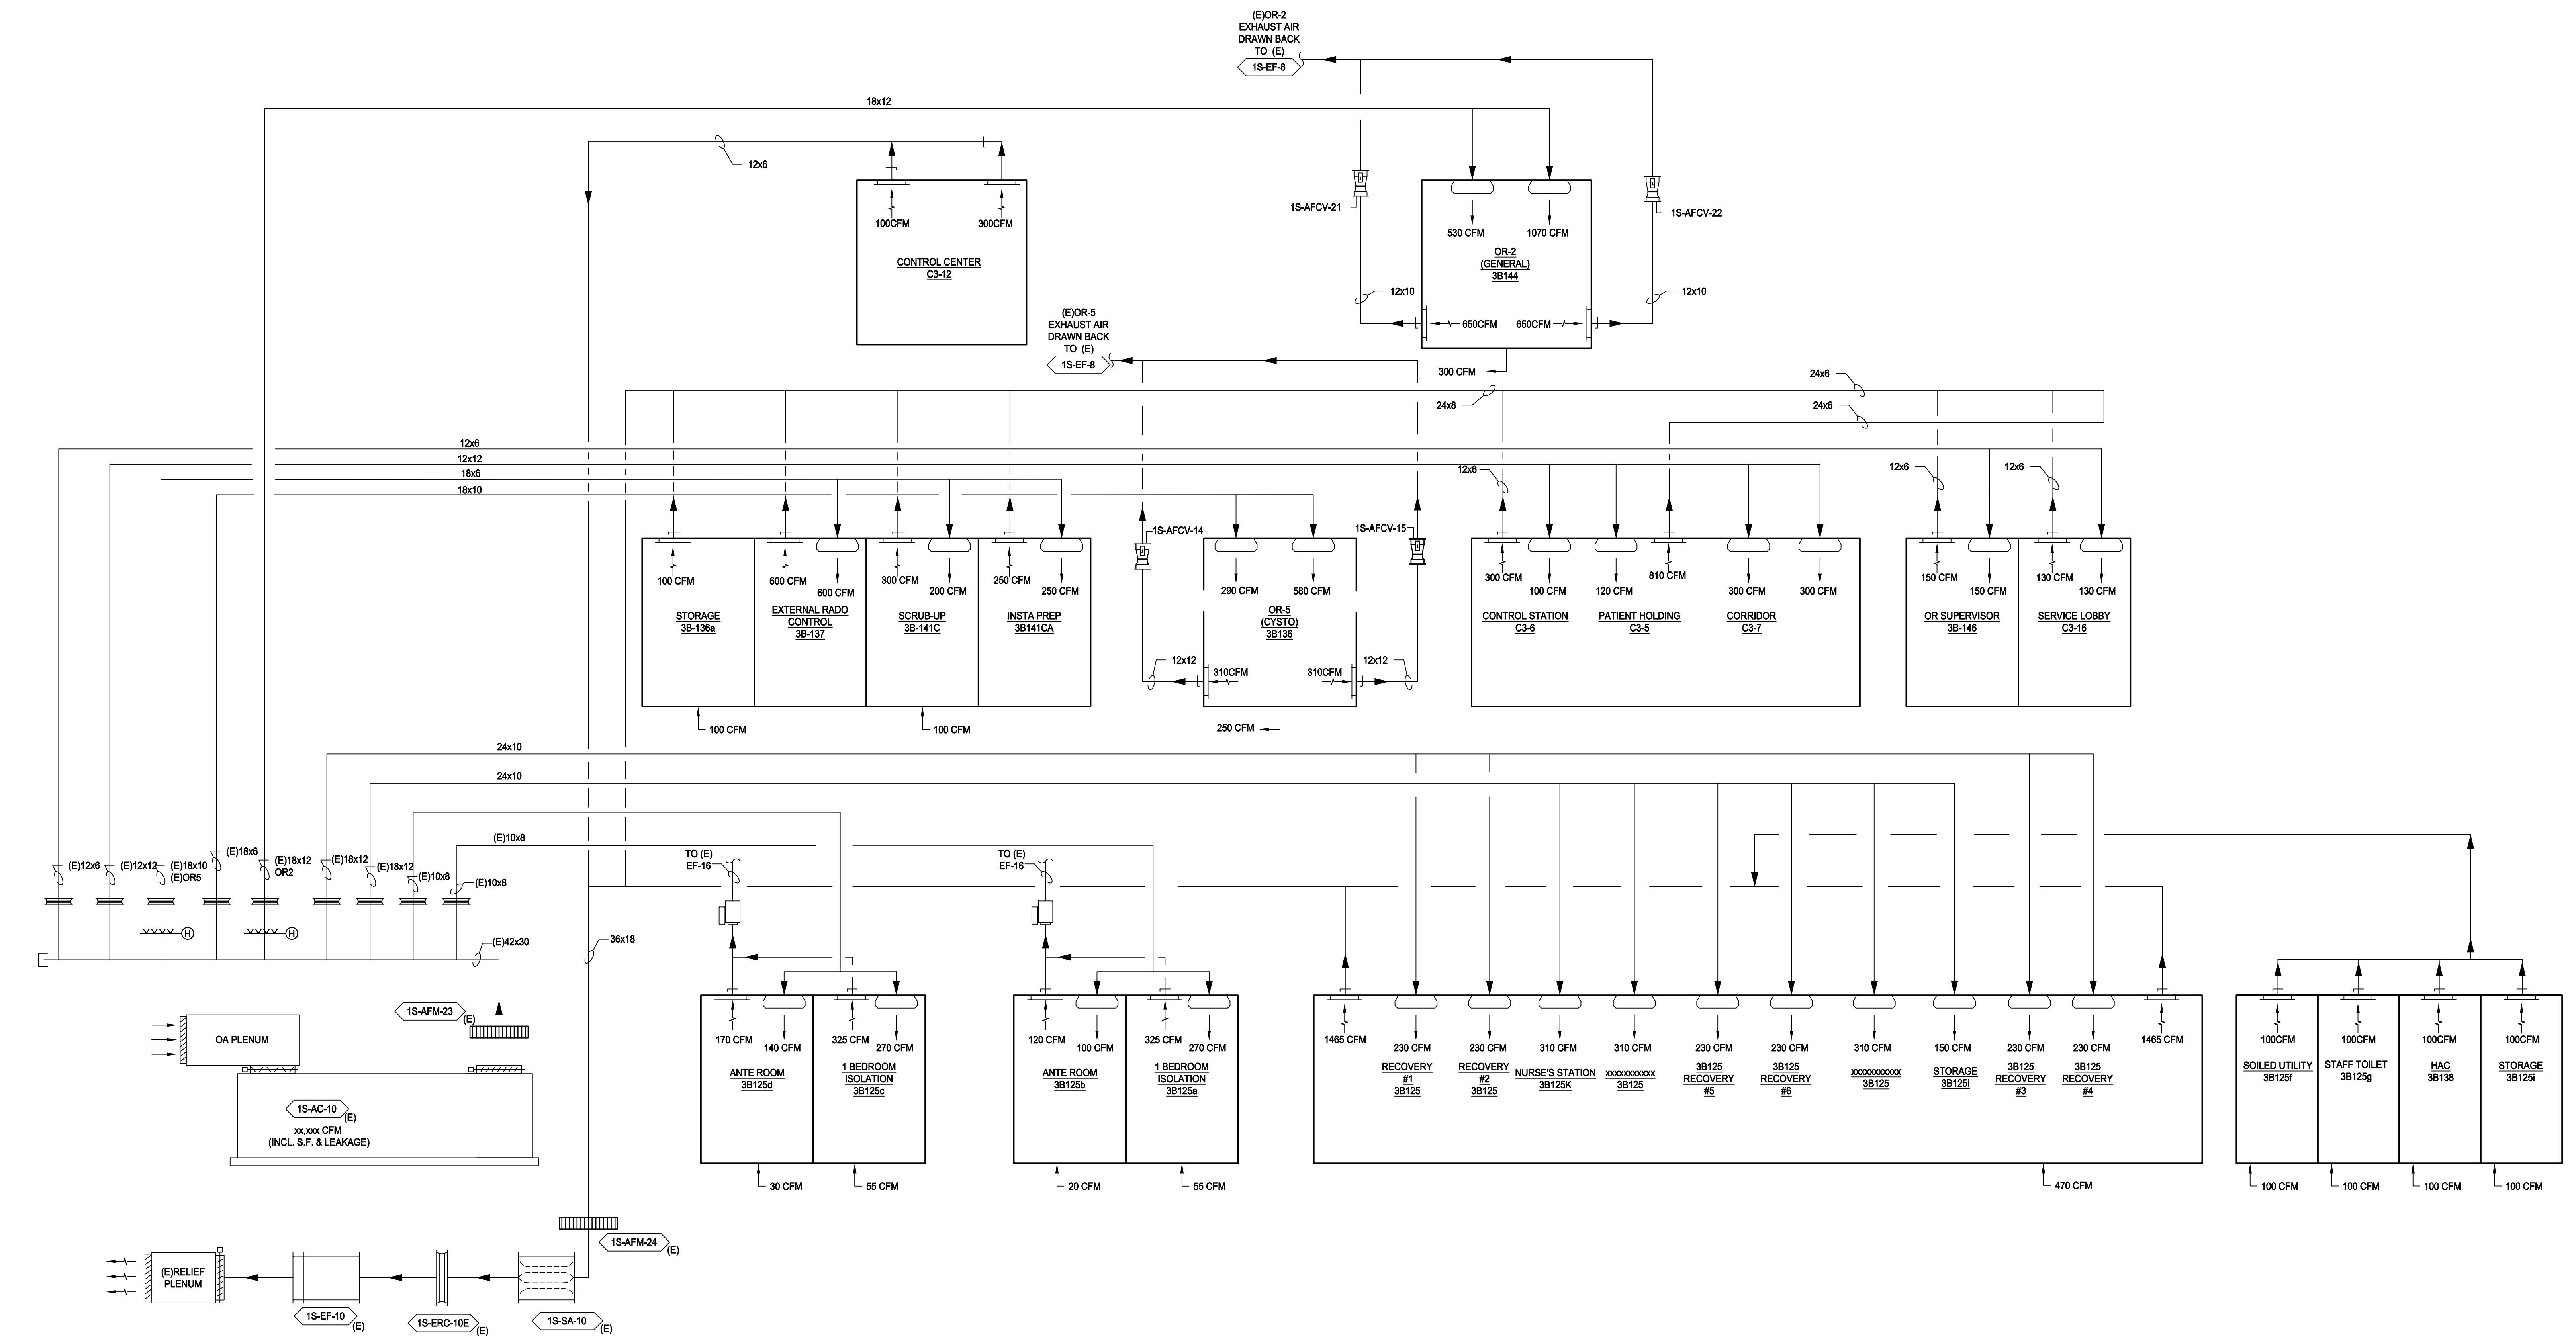 (E)OR-2
EXHAUST AIR
DRAWN BACK
TO (E)
1S-EF-8
18x12
12x6
100CFM
300CFM
CONTROL CENTER
C3-12
1S-AFCV-21
1S-AFCV-22
530 CFM
1070 CFM
OR-2
(GENERAL)
3B144
12x10
12x10
650CFM
650CFM
300 CFM
(E)OR-5
EXHAUST AIR
DRAWN BACK
TO (E)
1S-EF-8
24x6
24x8
24x6
12x6
12x12
18x6
18x10
12x6
12x6
12x6
1S-AFCV-14
1S-AFCV-15
100 CFM
STORAGE
3B-136a
600 CFM
600 CFM
EXTERNAL RADO
CONTROL
3B-137
300 CFM
200 CFM
SCRUB-UP
3B-141C
250 CFM
250 CFM
INSTA PREP
3B141CA
100 CFM
100 CFM
290 CFM
580 CFM
OR-5
(CYSTO)
3B136
12x12
310CFM
310CFM
12x12
250 CFM
300 CFM
100 CFM
CONTROL STATION
C3-6
120 CFM
810 CFM
PATIENT HOLDING
C3-5
300 CFM
300 CFM
CORRIDOR
C3-7
150 CFM
150 CFM
OR SUPERVISOR
3B-146
130 CFM
130 CFM
SERVICE LOBBY
C3-16
24x10
24x10
(E)10x8
(E)12x6
(E)12x12
(E)18x10
(E)OR5
(E)18x6
(E)18x12
OR2
(E)18x12
(E)18x12
(E)10x8
(E)10x8
H
H
(E)42x30
36x18
TO (E)
EF-16
TO (E)
EF-16
1S-AFM-23
(E)
OA PLENUM
1S-AC-10
(E)
xx,xxx CFM
(INCL. S.F. & LEAKAGE)
170 CFM
140 CFM
ANTE ROOM
3B125d
325 CFM
270 CFM
1 BEDROOM
ISOLATION
3B125c
30 CFM
55 CFM
120 CFM
100 CFM
ANTE ROOM
3B125b
325 CFM
270 CFM
1 BEDROOM
ISOLATION
3B125a
20 CFM
55 CFM
1465 CFM
230 CFM
RECOVERY
#1
3B125
230 CFM
RECOVERY
#2
3B125
310 CFM
NURSE'S STATION
3B125K
310 CFM
xxxxxxxxxx
3B125
230 CFM
3B125
RECOVERY
#5
230 CFM
3B125
RECOVERY
#6
310 CFM
xxxxxxxxxx
3B125
150 CFM
STORAGE
3B125i
230 CFM
3B125
RECOVERY
#3
230 CFM
3B125
RECOVERY
#4
1465 CFM
470 CFM
100CFM
SOILED UTILITY
3B125f
100CFM
STAFF TOILET
3B125g
100CFM
HAC
3B138
100CFM
STORAGE
3B125i
100 CFM
100 CFM
100 CFM
100 CFM
1S-AFM-24
(E)
(E)RELIEF
PLENUM
1S-EF-10
(E)
1S-ERC-10E
(E)
1S-SA-10
(E)